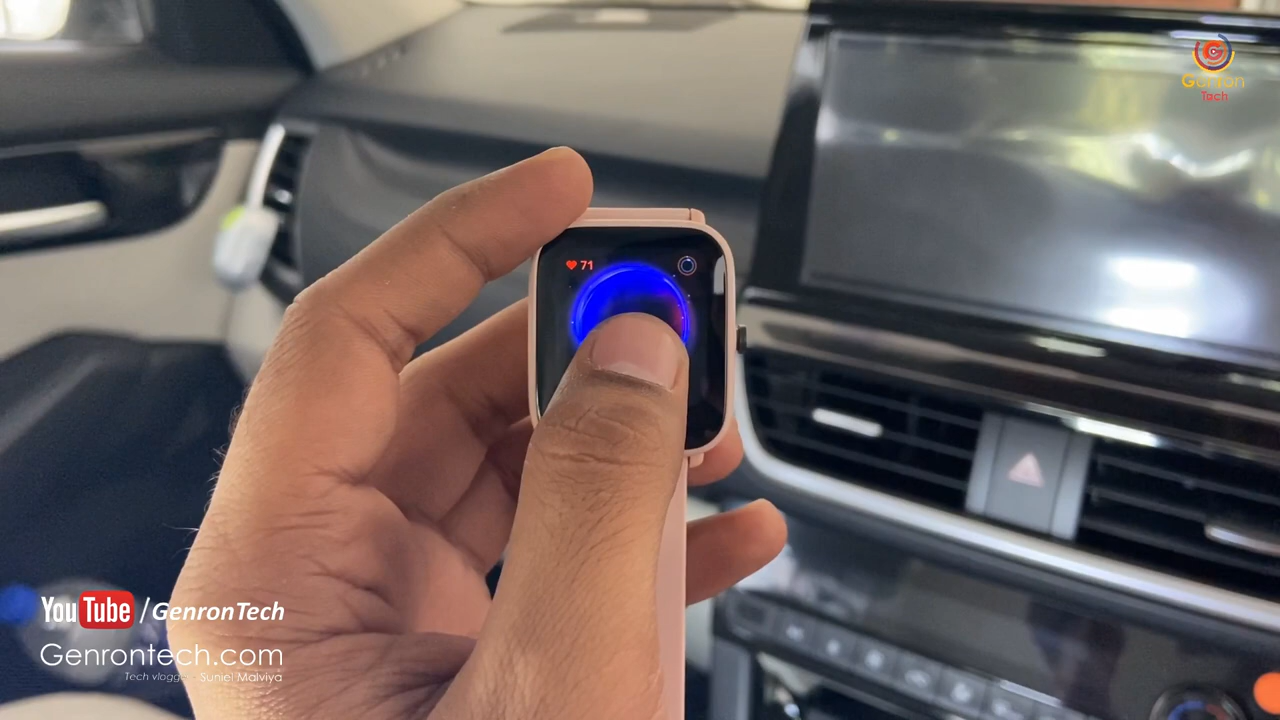 Genron
Tech
71
YouTube /GenronTech
Genrontech.com
Tech vlogger Suniel Malviya